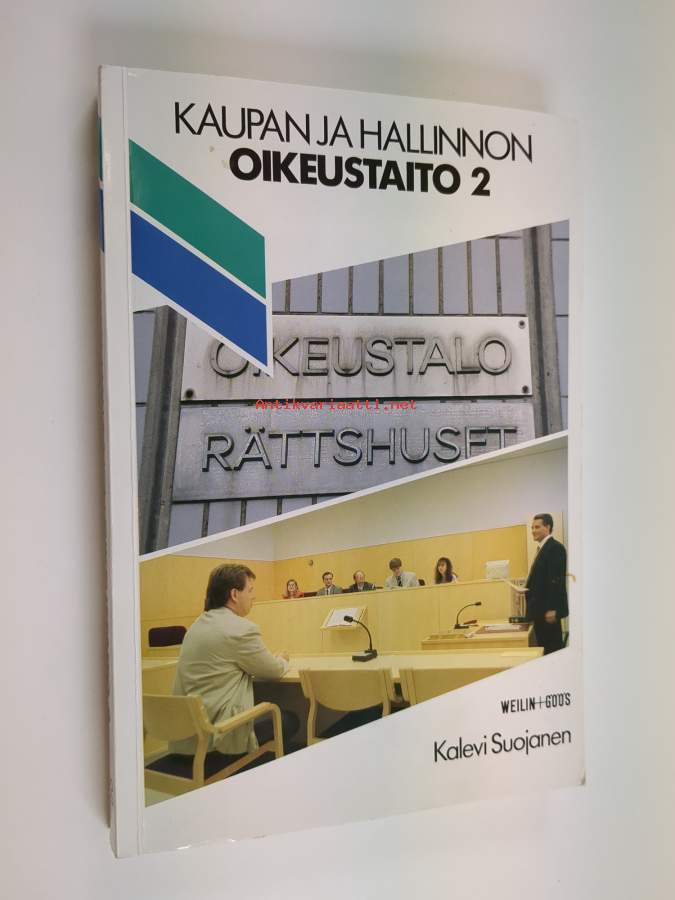 KAUPAN JA HALLINNON
OIKEUSTAITO 2
OIKEUSTALO
Antikvariaatti.net
RÄTTSHUSET
WEILIN+GÖÖS
Kalevi Suojanen